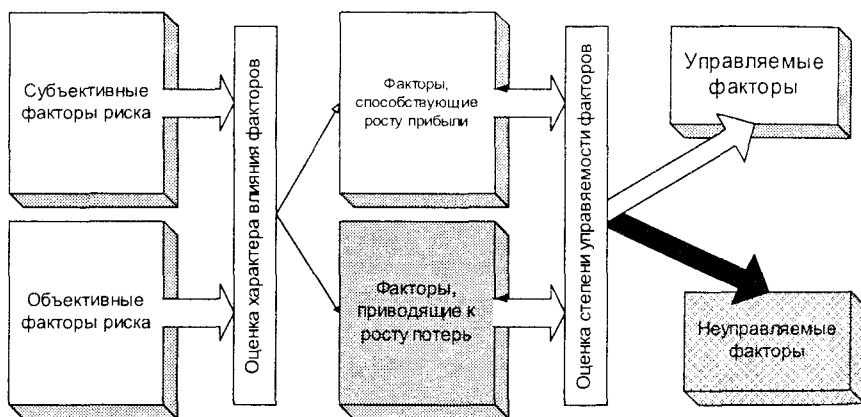 Субъективные
факторы риска
Объективные
факторы риска
Оценка характера влияния факторов
Факторы,
способствующие
росту прибыли
Факторы,
приводящие к
росту потерь
Оценка степени управяемости факторов
Управляемые
факторы
Неуправляемые
факторы